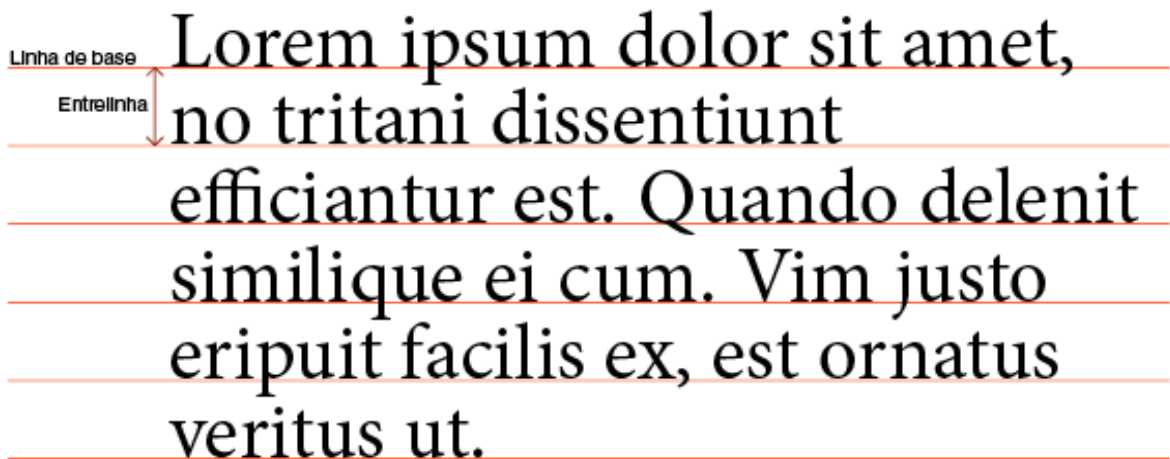 Linha de base
Lorem ipsum dolor sit amet,
Entrelinha
no tritani dissentiunt
efficiantur est. Quando delenit
similique ei cum. Vim justo
eripuit facilis ex, est ornatus
veritus ut.